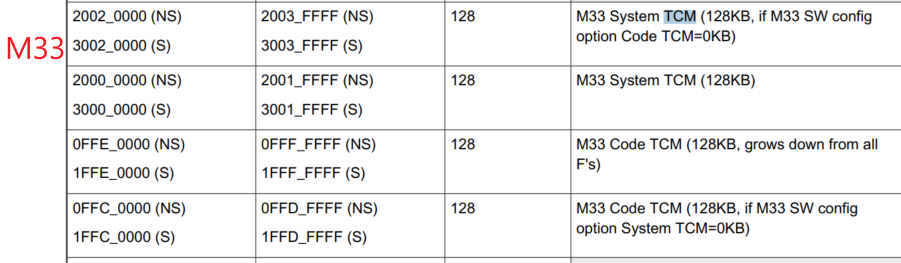 2002_0000 (NS) 2003_FFFF (NS) 128 M33 System TCM (128KB, if M33 SW config
M33 3002_0000 (S) 3003_FFFF (S) option Code TCM=0KB)
2000_0000 (NS) 2001_FFFF (NS) 128 M33 System TCM (128KB)
3000_0000 (S) 3001_FFFF (S)
0FFE_0000 (NS) 0FFF_FFFF (NS) 128 M33 Code TCM (128KB, grows down from all
1FFE_0000 (S) 1FFF_FFFF (S) F's)
0FFC_0000 (NS) 0FFD_FFFF (NS) 128 M33 Code TCM (128KB, if M33 SW config
1FFC_0000 (S) 1FFD_FFFF (S) option System TCM=0KB)